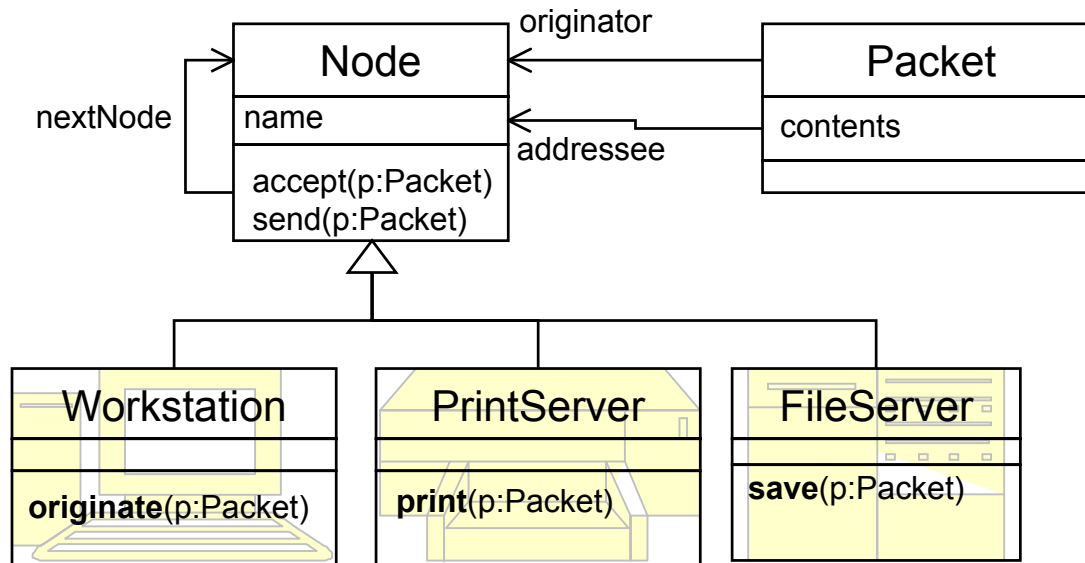 originator
Node
Packet
nextNode
name
contents
addressee
accept(p:Packet)
send(p:Packet)
Workstation
PrintServer
FileServer
originate(p:Packet)
print(p:Packet)
save(p:Packet)